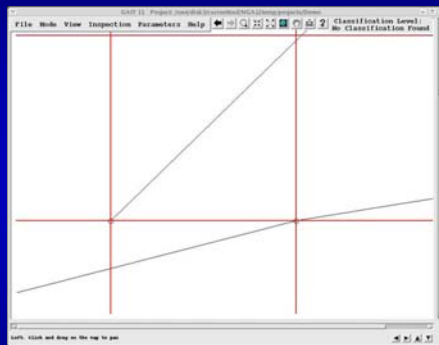 File Mode View Inspection Parameters Help
?
Classification Level:
No Classification Found
Left. Click and drag on the map to pan